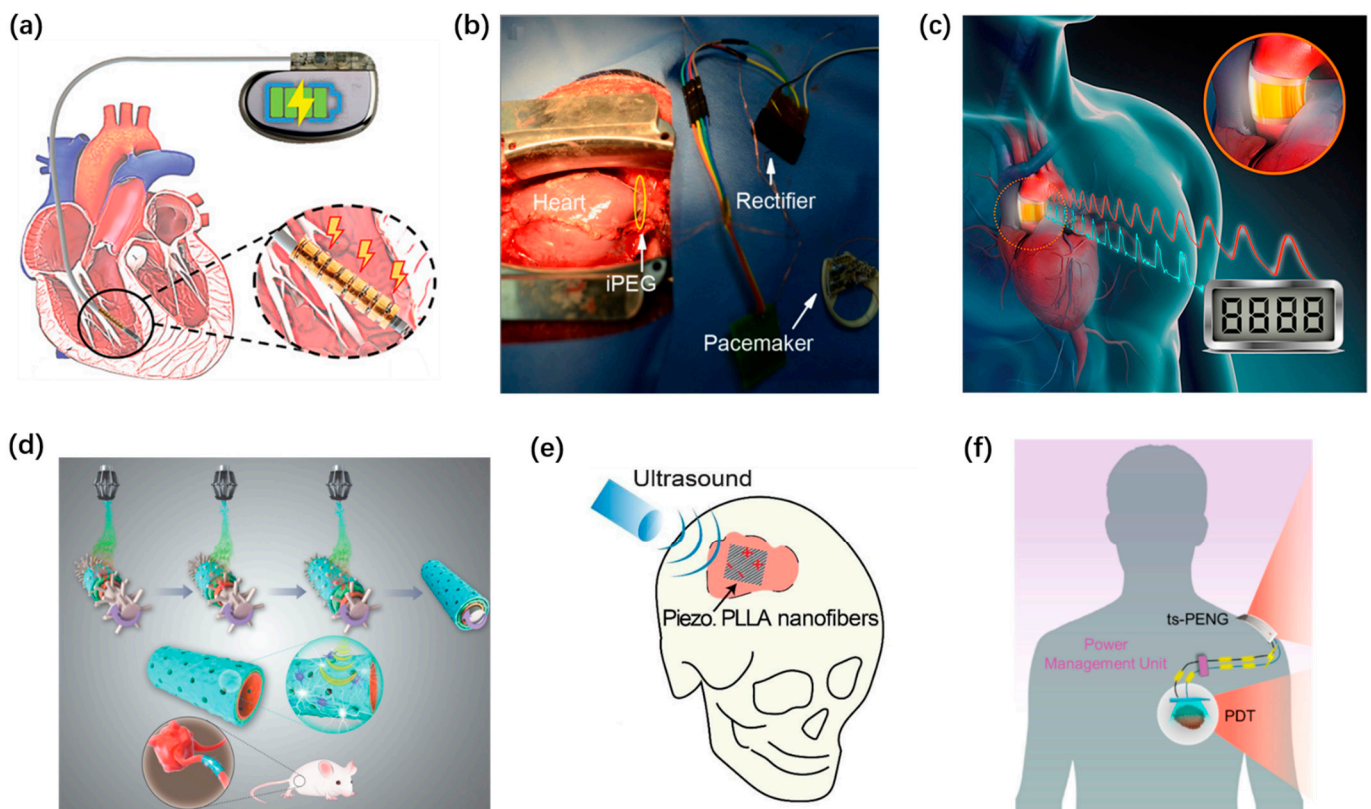 (a)
(b)
Heart
iPEG
Rectifier
Pacemaker
(c)
8888
(d)
(e)
Ultrasound
Piezo. PLLA nanofibers
(f)
ts-PENG
Power
Management Unit
PDT